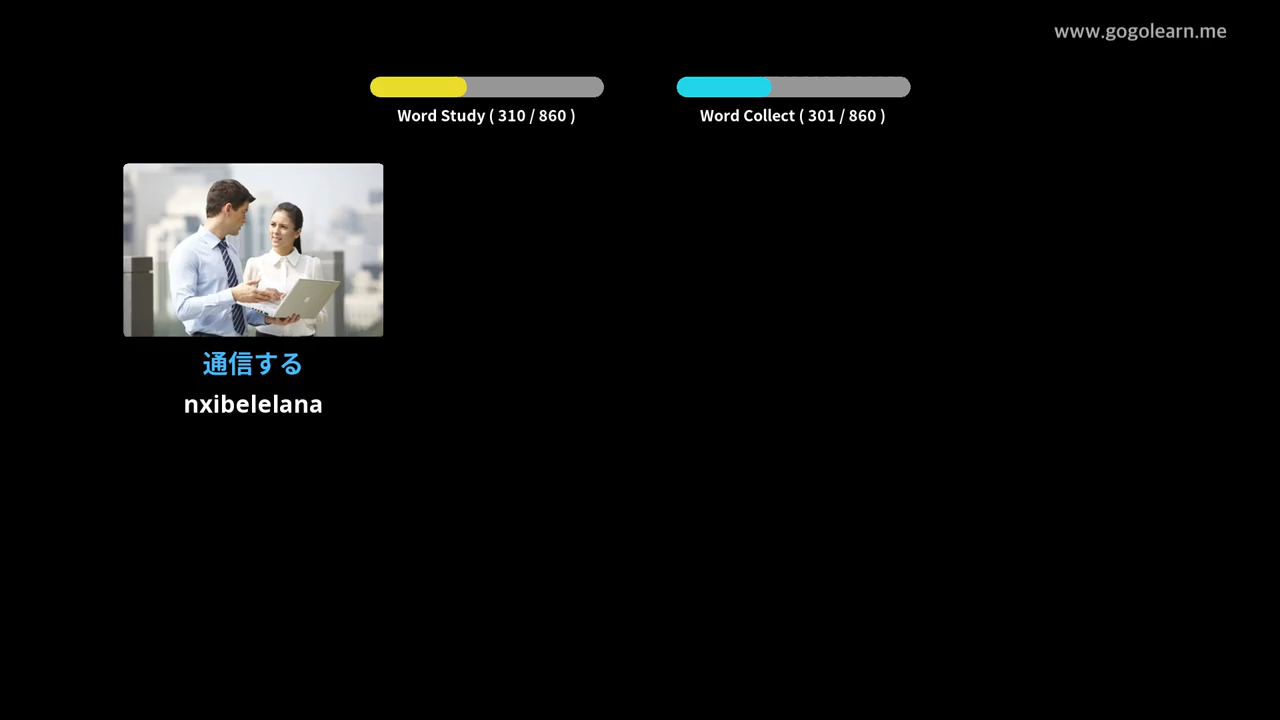 www.gogolearn.me
Word Study ( 310 / 860 )
Word Collect ( 301 / 860 )
通信する
nxibelelana